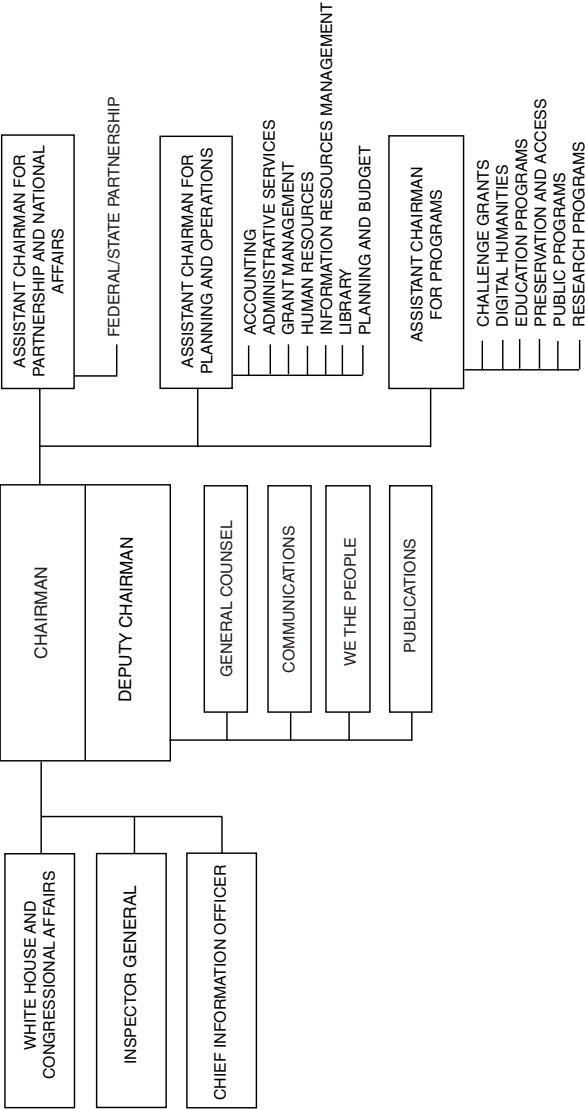 CHAIRMAN
DEPUTY CHAIRMAN
WHITE HOUSE AND
CONGRESSIONAL AFFAIRS
INSPECTOR GENERAL
CHIEF INFORMATION OFFICER
GENERAL COUNSEL
COMMUNICATIONS
WE THE PEOPLE
PUBLICATIONS
ASSISTANT CHAIRMAN FOR
PARTNERSHIP AND NATIONAL
AFFAIRS
FEDERAL/STATE PARTNERSHIP
ASSISTANT CHAIRMAN FOR
PLANNING AND OPERATIONS
ACCOUNTING
ADMINISTRATIVE SERVICES
GRANT MANAGEMENT
HUMAN RESOURCES
INFORMATION RESOURCES MANAGEMENT
LIBRARY
PLANNING AND BUDGET
ASSISTANT CHAIRMAN
FOR PROGRAMS
CHALLENGE GRANTS
DIGITAL HUMANITIES
EDUCATION PROGRAMS
PRESERVATION AND ACCESS
PUBLIC PROGRAMS
RESEARCH PROGRAMS